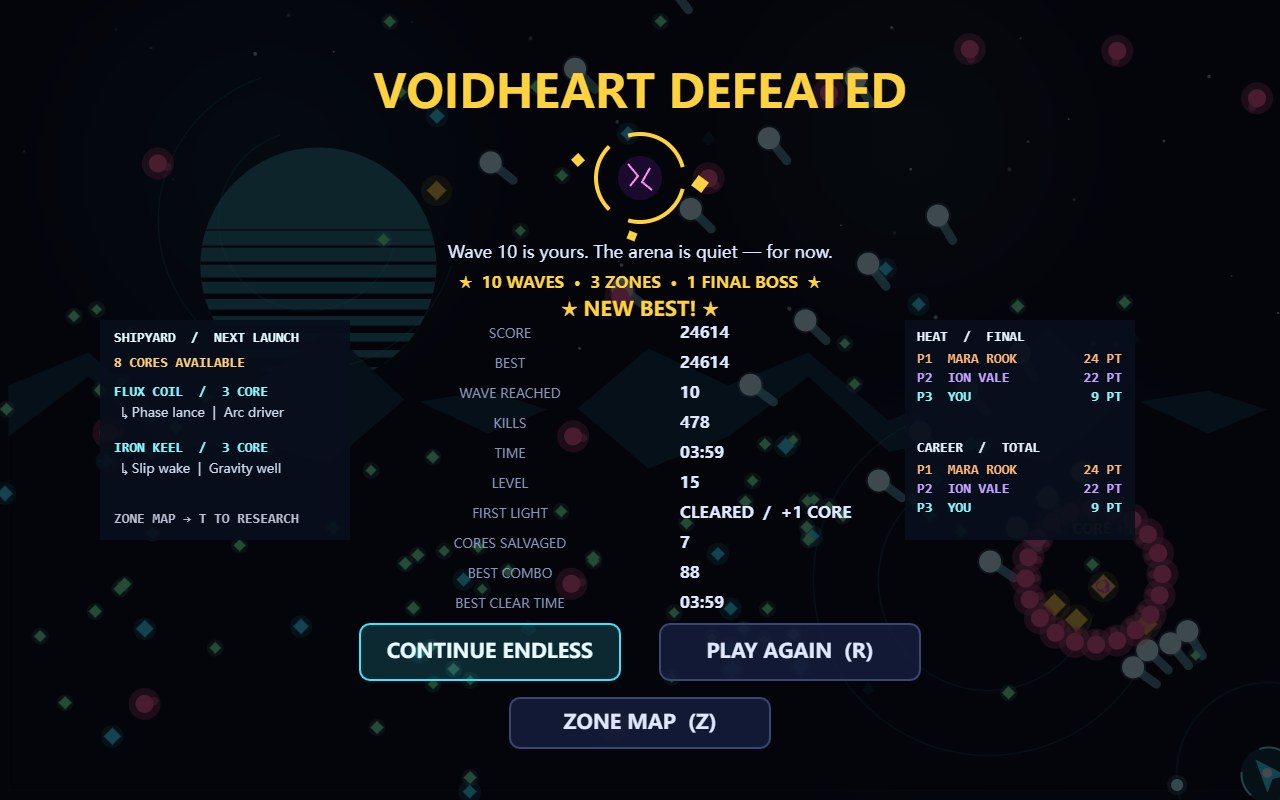 VOIDHEART DEFEATED
Wave 10 is yours. The arena is quiet — for now.
★ 10 WAVES • 3 ZONES • 1 FINAL BOSS ★
★ NEW BEST! ★
SHIPYARD / NEXT LAUNCH
8 CORES AVAILABLE
FLUX COIL / 3 CORE
↳ Phase lance | Arc driver
IRON KEEL / 3 CORE
↳ Slip wake | Gravity well
ZONE MAP → T TO RESEARCH
SCORE 24614
BEST 24614
WAVE REACHED 10
KILLS 478
TIME 03:59
LEVEL 15
FIRST LIGHT CLEARED / +1 CORE
CORES SALVAGED 7
BEST COMBO 88
BEST CLEAR TIME 03:59
HEAT / FINAL
P1 MARA ROOK 24 PT
P2 ION VALE 22 PT
P3 YOU 9 PT
CAREER / TOTAL
P1 MARA ROOK 24 PT
P2 ION VALE 22 PT
P3 YOU 9 PT
CORE
CONTINUE ENDLESS
PLAY AGAIN (R)
ZONE MAP (Z)